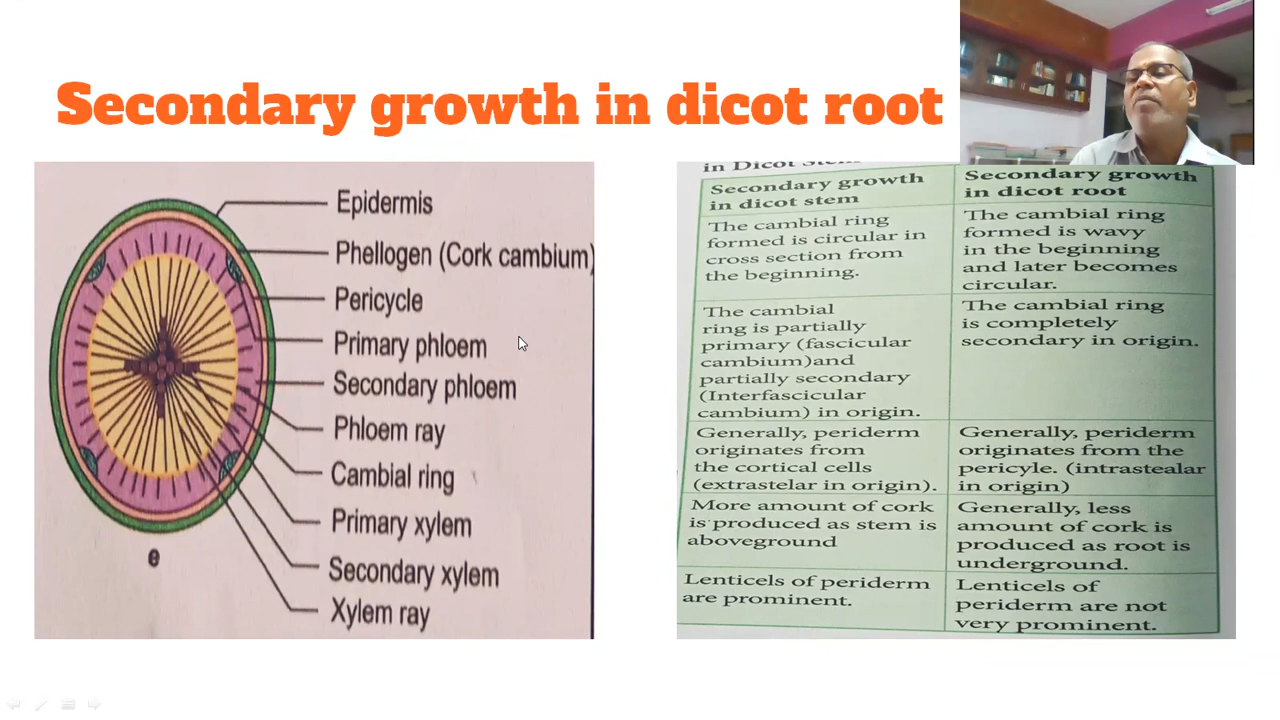 Secondary growth in dicot root
Epidermis
Phellogen (Cork cambium)
Pericycle
Primary phloem
Secondary phloem
Phloem ray
Cambial ring
Primary xylem
Secondary xylem
Xylem ray
e
in Dicot Stem
Secondary growth
in dicot stem
Secondary growth
in dicot root
The cambial ring
formed is circular in
cross section from
the beginning.
The cambial ring
formed is wavy
in the beginning
and later becomes
circular.
The cambial
ring is partially
primary (fascicular
cambium)and
partially secondary
(Interfascicular
cambium) in origin.
The cambial ring
is completely
secondary in origin.
Generally, periderm
originates from
the cortical cells
(extrastelar in origin).
Generally, periderm
originates from the
pericyle. (intrastealar
in origin)
More amount of cork
is produced as stem is
aboveground
Generally, less
amount of cork is
produced as root is
underground.
Lenticels of periderm
are prominent.
Lenticels of
periderm are not
very prominent.